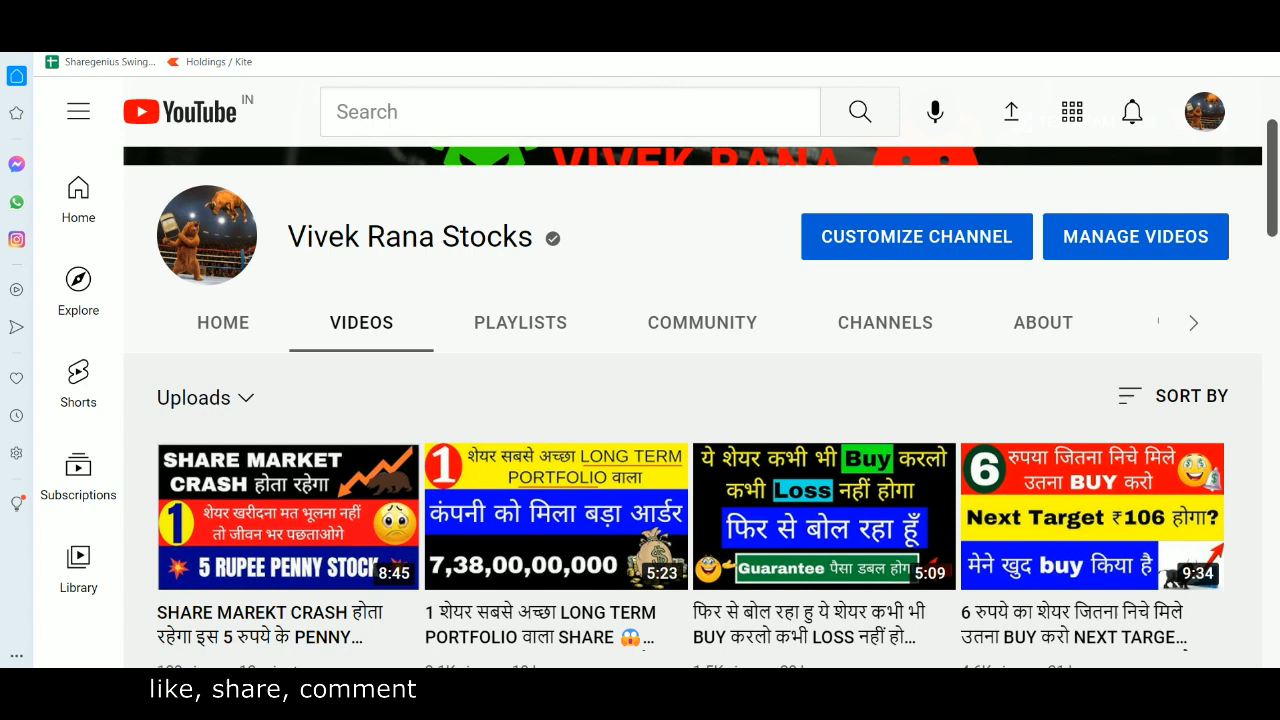 Sharegenius Swing... Holdings / Kite
YouTube IN
Search
VIVEK RANA
Vivek Rana Stocks
CUSTOMIZE CHANNEL
MANAGE VIDEOS
Home
Explore
Shorts
Subscriptions
Library
HOME VIDEOS PLAYLISTS COMMUNITY CHANNELS ABOUT
Uploads
SORT BY
SHARE MARKET
CRASH होता रहेगा
1 शेयर खरीदना मत भूलना नहीं
तो जीवन भर पछताओगे
5 RUPEE PENNY STOCK
8:45
1 शेयर सबसे अच्छा LONG TERM
PORTFOLIO वाला
कंपनी को मिला बड़ा आर्डर
7,38,00,00,000
5:23
ये शेयर कभी भी Buy करलो
कभी Loss नहीं होगा
फिर से बोल रहा हूँ
Guarantee पैसा डबल
5:09
6 रुपया जितना निचे मिले
उतना BUY करो
Next Target ₹106 होगा?
मेने खुद buy किया है
9:34
SHARE MAREKT CRASH होता
रहेगा इस 5 रुपये के PENNY...
1 शेयर सबसे अच्छा LONG TERM
PORTFOLIO वाला SHARE 😱...
फिर से बोल रहा हु ये शेयर कभी भी
BUY करलो कभी LOSS नहीं हो...
6 रुपये का शेयर जितना निचे मिले
उतना BUY करो NEXT TARGE...
like, share, comment